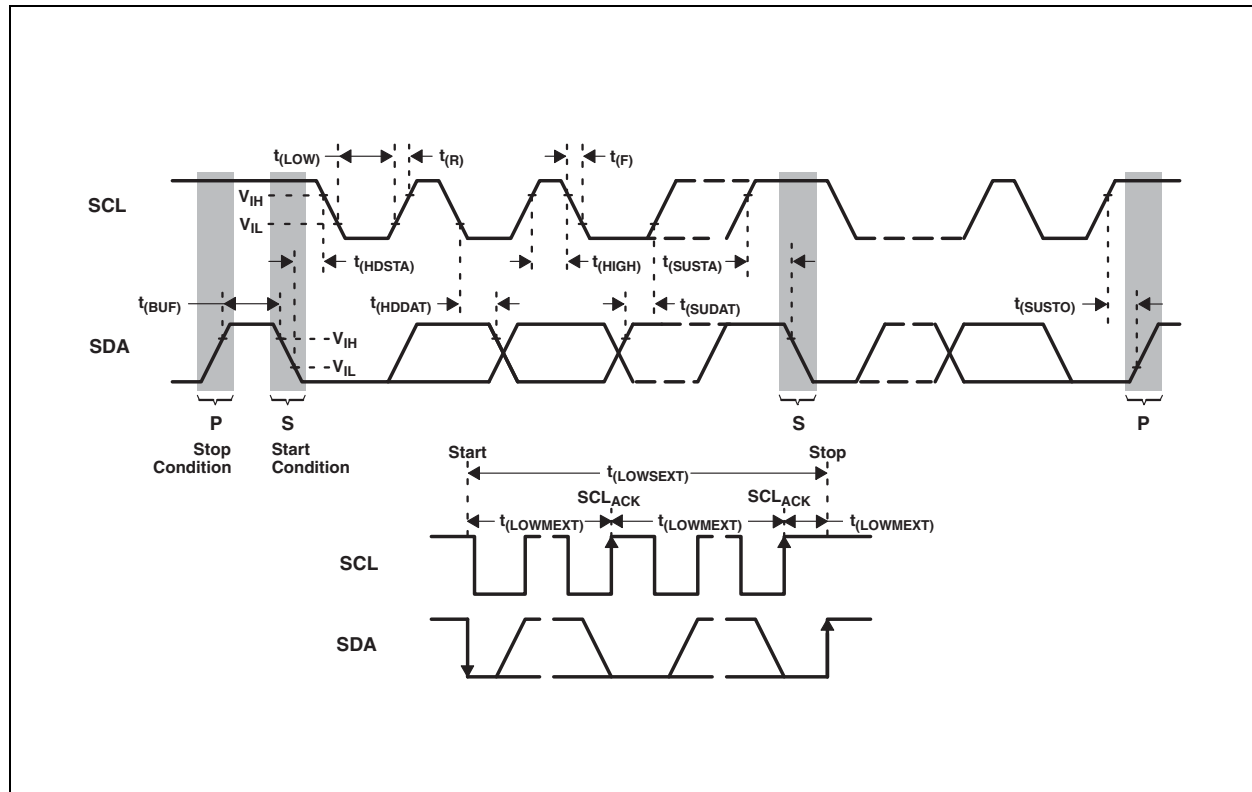 t(LOW)
t(R)
t(F)
SCL
VIH
VIL
t(HDSTA)
t(HIGH)
t(SUSTA)
t(BUF)
t(HDDAT)
t(SUDAT)
t(SUSTO)
SDA
VIH
VIL
P
S
S
P
Stop
Condition
Start
Condition
Start
Stop
t(LOWSEXT)
SCLACK
SCLACK
t(LOWMEXT)
t(LOWMEXT)
t(LOWMEXT)
SCL
SDA